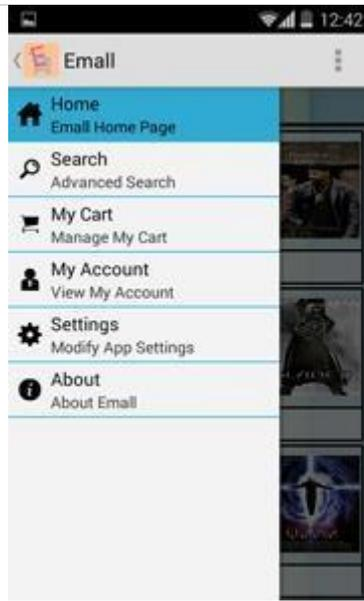 12:42
Emall
Home
Emall Home Page
Search
Advanced Search
My Cart
Manage My Cart
My Account
View My Account
Settings
Modify App Settings
About
About Emall